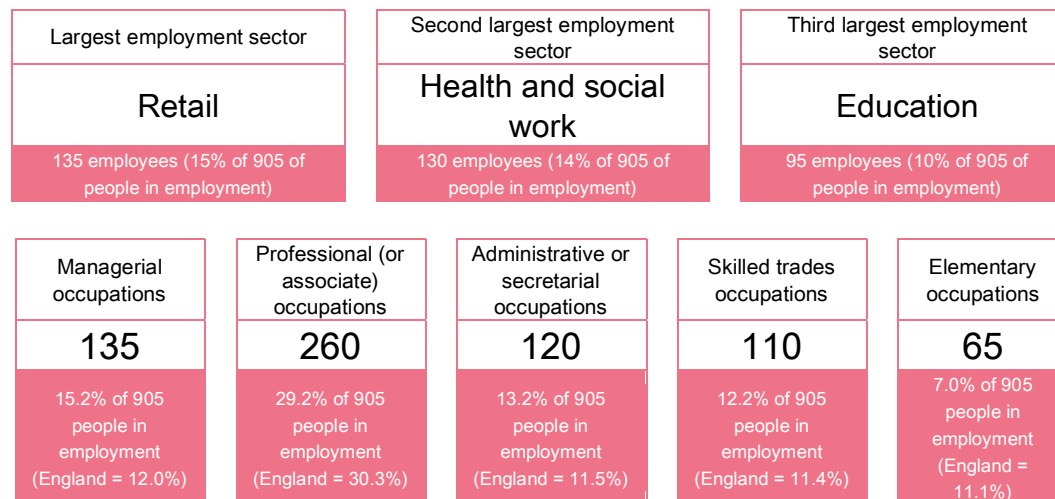 Largest employment sector
Retail
135 employees (15% of 905 of
people in employment)
Second largest employment
sector
Health and social
work
130 employees (14% of 905 of
people in employment)
Third largest employment
sector
Education
95 employees (10% of 905 of
people in employment)
Managerial
occupations
135
15.2% of 905
people in
employment
(England = 12.0%)
Professional (or
associate)
occupations
260
29.2% of 905
people in
employment
(England = 30.3%)
Administrative or
secretarial
occupations
120
13.2% of 905
people in
employment
(England = 11.5%)
Skilled trades
occupations
110
12.2% of 905
people in
employment
(England = 11.4%)
Elementary
occupations
65
7.0% of 905
people in
employment
(England =
11.1%)